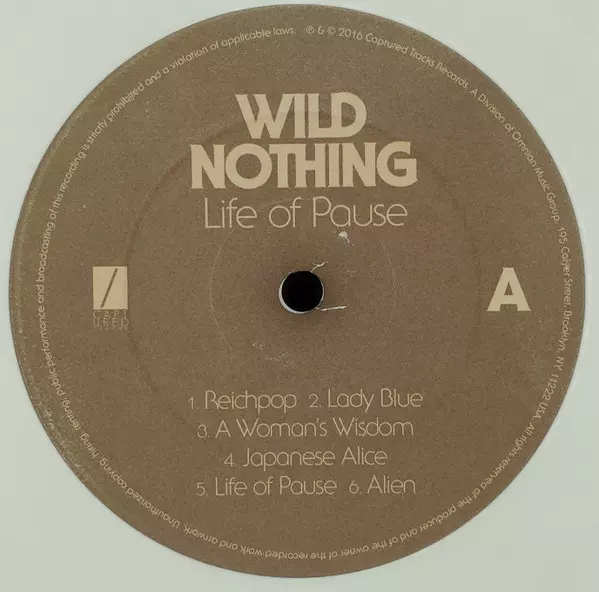 WILD
NOTHING
Life of Pause
CAPT
URED
A
1. Reichpop 2. Lady Blue
3. A Woman's Wisdom
4. Japanese Alice
5. Life of Pause 6. Alien
℗ & © 2016 Captured Tracks Records, A Division of Omnian Music Group, 195 Calyer Street, Brooklyn, NY 11222 USA. All rights reserved of the producer and of the owner of the recorded work and artwork. Unauthorized copying, hiring, renting, public performance and broadcasting of this recording is strictly prohibited and a violation of applicable laws.